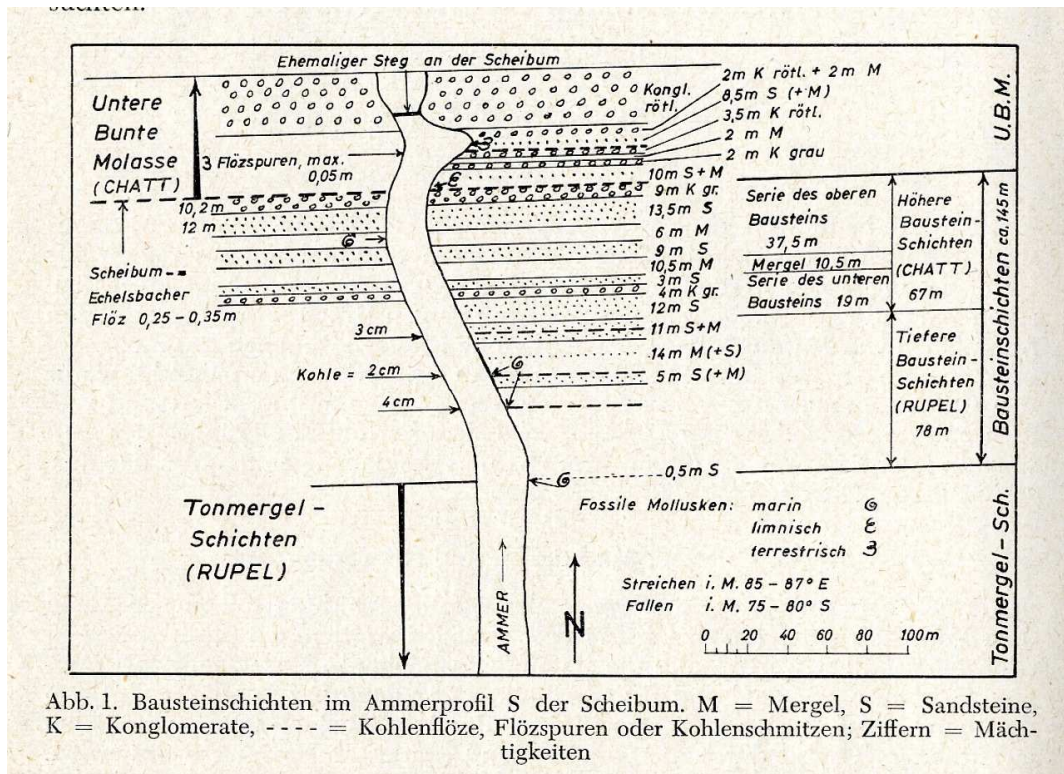 Ehemaliger Steg an der Scheibum
Untere
Bunte
Molasse
(CHATT)
3 Flözspuren, max.
0,05 m
10,2 m
12 m
Scheibum -
Echelsbacher
Flöz 0,25 – 0,35 m
3 cm
Kohle = 2 cm
4 cm
Kongl.
rötl.
2 m K rötl. + 2 m M
8,5 m S (+ M)
3,5 m K rötl.
2 m M
2 m K grau
10 m S + M
9 m K gr.
13,5 m S
6 m M
9 m S
10,5 m M
3 m S
4 m K gr.
12 m S
11 m S + M
14 m M (+ S)
5 m S (+ M)
0,5 m S
Serie des oberen
Bausteins
37,5 m
Mergel 10,5 m
Serie des unteren
Bausteins 19 m
Höhere
Baustein -
Schichten
(CHATT)
67 m
Tiefere
Baustein -
Schichten
(RUPEL)
78 m
U.B.M.
Bausteinschichten ca. 145 m
Tonmergel - Sch.
Tonmergel -
Schichten
(RUPEL)
AMMER
N
Fossile Mollusken: marin
limnisch
terrestrisch
Streichen i. M. 85 – 87° E
Fallen i. M. 75 – 80° S
0 20 40 60 80 100 m
Abb. 1. Bausteinschichten im Ammerprofil S der Scheibum. M = Mergel, S = Sandsteine,
K = Konglomerate, - - - - = Kohlenflöze, Flözspuren oder Kohlenschmitzen; Ziffern = Mäch-
tigkeiten